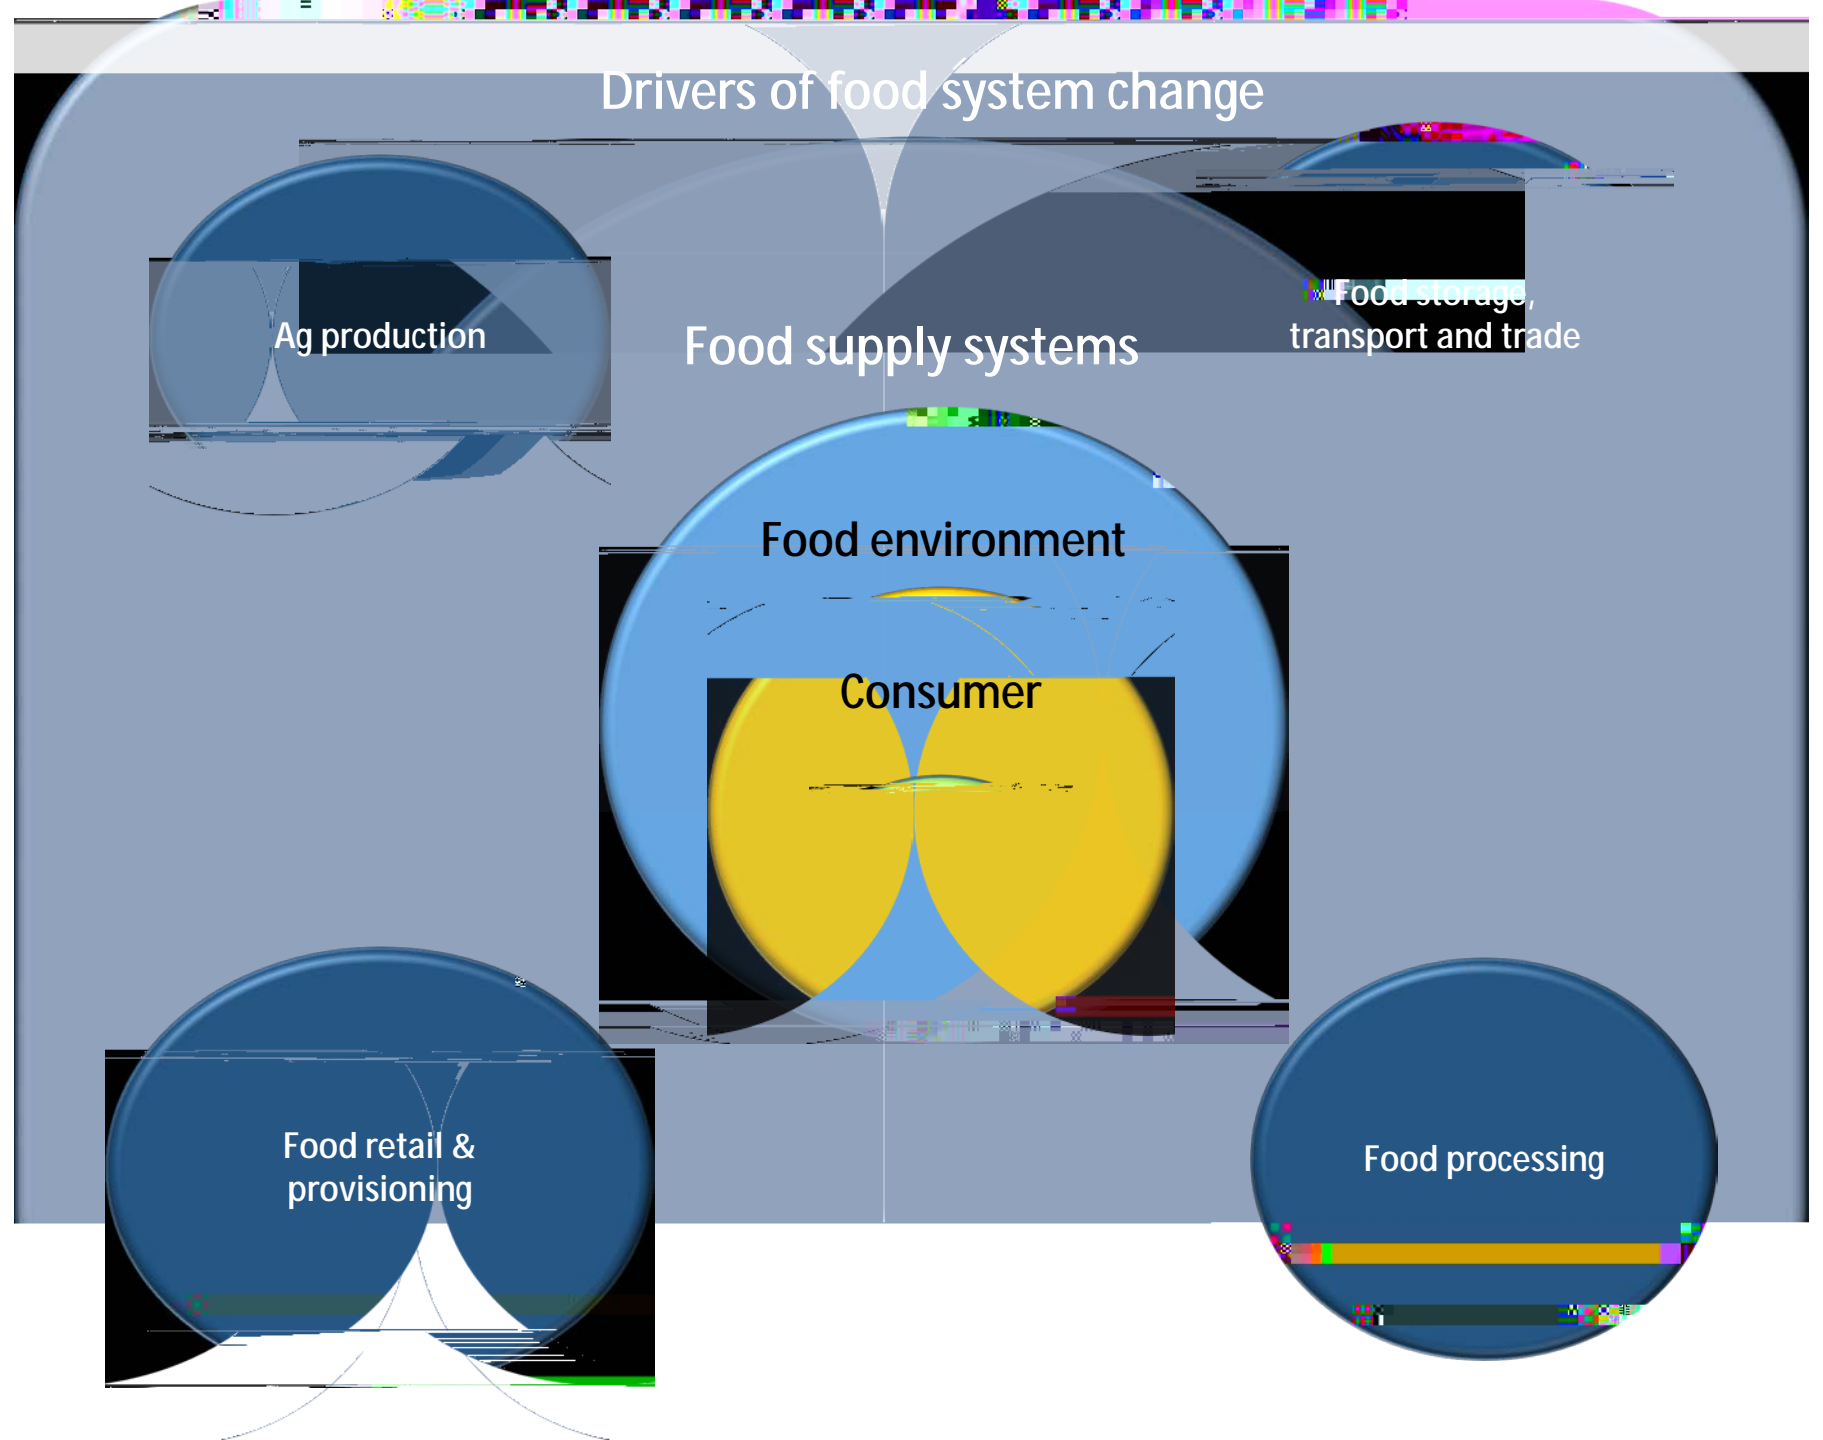 Drivers of food system change
Ag production
Food supply systems
Food storage,
transport and trade
Food environment
Consumer
Food retail &
provisioning
Food processing